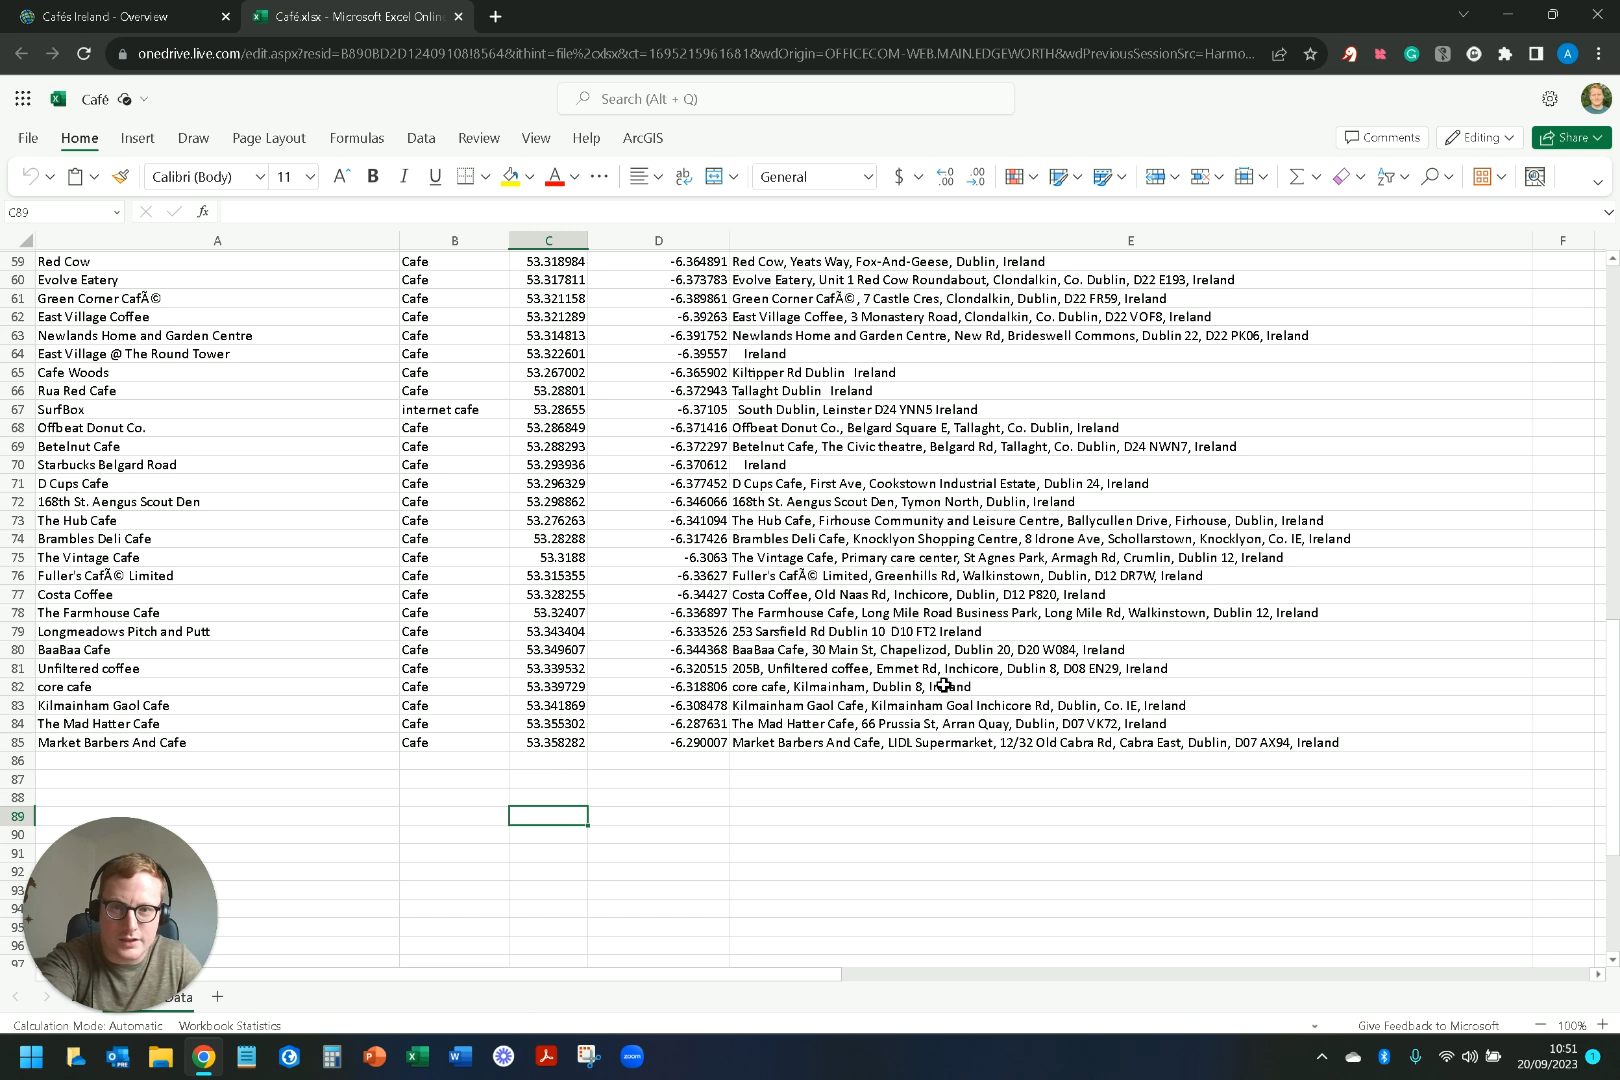 Cafés Ireland - Overview
Café.xlsx - Microsoft Excel Onlin
onedrive.live.com/edit.aspx?resid=B890BD2D12409108!8564&ithint=file%2cxlsx&ct=1695215961681&wdOrigin=OFFICECOM-WEB.MAIN.EDGEWORTH&wdPreviousSessionSrc=Harmo...
A
Café
Search (Alt + Q)
File Home Insert Draw Page Layout Formulas Data Review View Help ArcGIS
Comments Editing Share
Calibri (Body) 11 A B I U A General $ .00
C89 fx
A B C D E F
59 Red Cow Cafe 53.318984 -6.364891 Red Cow, Yeats Way, Fox-And-Geese, Dublin, Ireland
60 Evolve Eatery Cafe 53.317811 -6.373783 Evolve Eatery, Unit 1 Red Cow Roundabout, Clondalkin, Co. Dublin, D22 E193, Ireland
61 Green Corner CafÃ© Cafe 53.321158 -6.389861 Green Corner CafÃ©, 7 Castle Cres, Clondalkin, Dublin, D22 FR59, Ireland
62 East Village Coffee Cafe 53.321289 -6.39263 East Village Coffee, 3 Monastery Road, Clondalkin, Co. Dublin, D22 VOF8, Ireland
63 Newlands Home and Garden Centre Cafe 53.314813 -6.391752 Newlands Home and Garden Centre, New Rd, Brideswell Commons, Dublin 22, D22 PK06, Ireland
64 East Village @ The Round Tower Cafe 53.322601 -6.39557 Ireland
65 Cafe Woods Cafe 53.267002 -6.365902 Kiltipper Rd Dublin Ireland
66 Rua Red Cafe Cafe 53.28801 -6.372943 Tallaght Dublin Ireland
67 SurfBox internet cafe 53.28655 -6.37105 South Dublin, Leinster D24 YNN5 Ireland
68 Offbeat Donut Co. Cafe 53.286849 -6.371416 Offbeat Donut Co., Belgard Square E, Tallaght, Co. Dublin, Ireland
69 Betelnut Cafe Cafe 53.288293 -6.372297 Betelnut Cafe, The Civic theatre, Belgard Rd, Tallaght, Co. Dublin, D24 NWN7, Ireland
70 Starbucks Belgard Road Cafe 53.293936 -6.370612 Ireland
71 D Cups Cafe Cafe 53.296329 -6.377452 D Cups Cafe, First Ave, Cookstown Industrial Estate, Dublin 24, Ireland
72 168th St. Aengus Scout Den Cafe 53.298862 -6.346066 168th St. Aengus Scout Den, Tymon North, Dublin, Ireland
73 The Hub Cafe Cafe 53.276263 -6.341094 The Hub Cafe, Firhouse Community and Leisure Centre, Ballycullen Drive, Firhouse, Dublin, Ireland
74 Brambles Deli Cafe Cafe 53.28288 -6.317426 Brambles Deli Cafe, Knocklyon Shopping Centre, 8 Idrone Ave, Schollarstown, Knocklyon, Co. IE, Ireland
75 The Vintage Cafe Cafe 53.3188 -6.3063 The Vintage Cafe, Primary care center, St Agnes Park, Armagh Rd, Crumlin, Dublin 12, Ireland
76 Fuller's CafÃ© Limited Cafe 53.315355 -6.33627 Fuller's CafÃ© Limited, Greenhills Rd, Walkinstown, Dublin, D12 DR7W, Ireland
77 Costa Coffee Cafe 53.328255 -6.34427 Costa Coffee, Old Naas Rd, Inchicore, Dublin, D12 P820, Ireland
78 The Farmhouse Cafe Cafe 53.32407 -6.336897 The Farmhouse Cafe, Long Mile Road Business Park, Long Mile Rd, Walkinstown, Dublin 12, Ireland
79 Longmeadows Pitch and Putt Cafe 53.343404 -6.333526 253 Sarsfield Rd Dublin 10 D10 FT2 Ireland
80 BaaBaa Cafe Cafe 53.349607 -6.344368 BaaBaa Cafe, 30 Main St, Chapelizod, Dublin 20, D20 W084, Ireland
81 Unfiltered coffee Cafe 53.339532 -6.320515 205B, Unfiltered coffee, Emmet Rd, Inchicore, Dublin 8, D08 EN29, Ireland
82 core cafe Cafe 53.339729 -6.318806 core cafe, Kilmainham, Dublin 8, Ireland
83 Kilmainham Gaol Cafe Cafe 53.341869 -6.308478 Kilmainham Gaol Cafe, Kilmainham Goal Inchicore Rd, Dublin, Co. IE, Ireland
84 The Mad Hatter Cafe Cafe 53.355302 -6.287631 The Mad Hatter Cafe, 66 Prussia St, Arran Quay, Dublin, D07 VK72, Ireland
85 Market Barbers And Cafe Cafe 53.358282 -6.290007 Market Barbers And Cafe, LIDL Supermarket, 12/32 Old Cabra Rd, Cabra East, Dublin, D07 AX94, Ireland
86
87
88
89
90
91
92
93
94
95
96
97
Data
Calculation Mode: Automatic Workbook Statistics Give Feedback to Microsoft 100%
zoom
10:51
20/09/2023 1